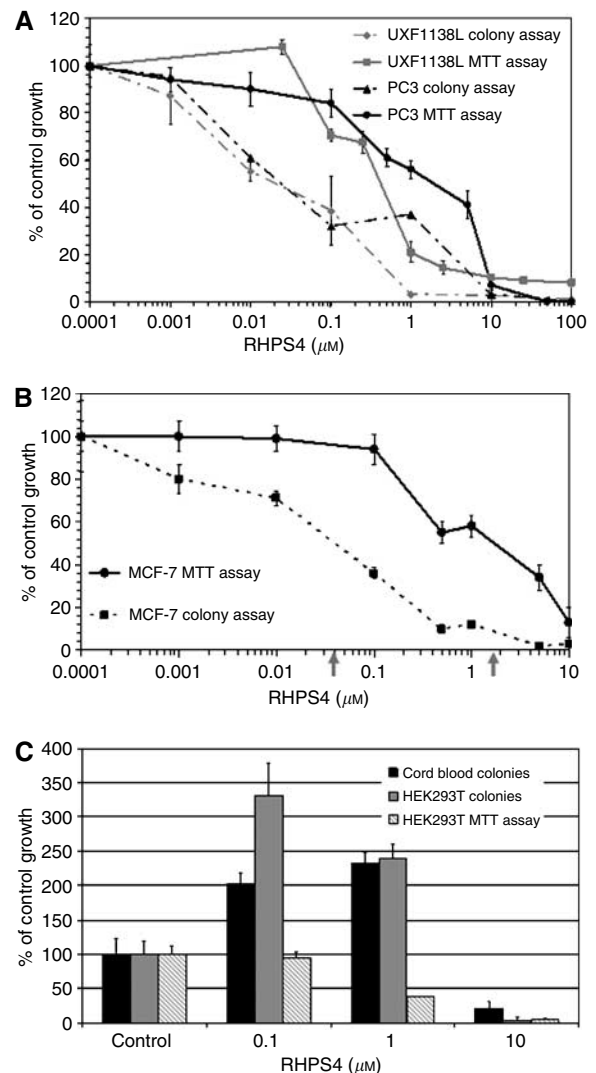 A
120
100
80
60
40
20
0
% of control growth
UXF1138L colony assay
UXF1138L MTT assay
PC3 colony assay
PC3 MTT assay
0.0001 0.001 0.01 0.1 1 10 100
RHPS4 (μM)
B
120
100
80
60
40
20
0
% of control growth
MCF-7 MTT assay
MCF-7 colony assay
0.0001 0.001 0.01 0.1 1 10
RHPS4 (μM)
C
400
350
300
250
200
150
100
50
0
% of control growth
Cord blood colonies
HEK293T colonies
HEK293T MTT assay
Control 0.1 1 10
RHPS4 (μM)